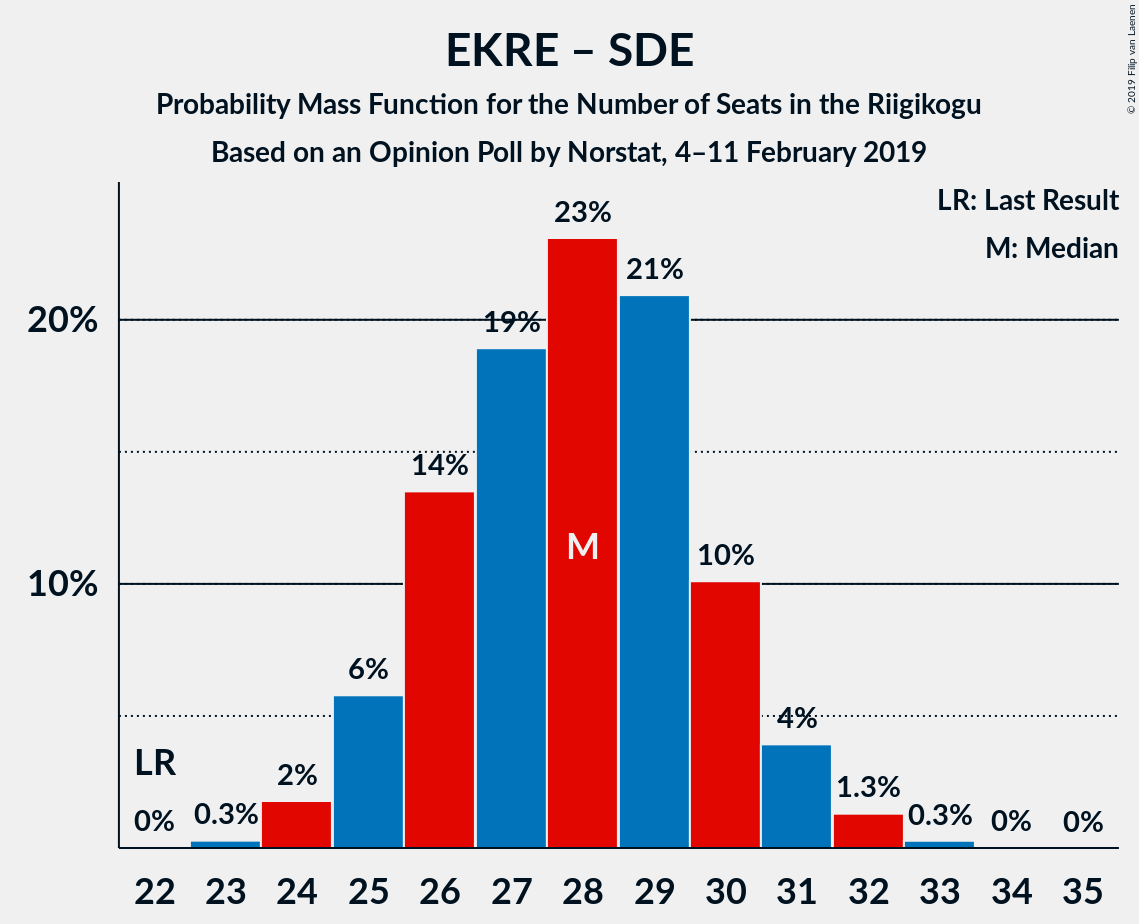 EKRE – SDE
Probability Mass Function for the Number of Seats in the Riigikogu
Based on an Opinion Poll by Norstat, 4–11 February 2019
© 2019 Filip van Laenen
LR: Last Result
M: Median
20%
10%
LR
0%
0.3%
2%
6%
14%
19%
23%
M
21%
10%
4%
1.3%
0.3%
0%
0%
22 23 24 25 26 27 28 29 30 31 32 33 34 35